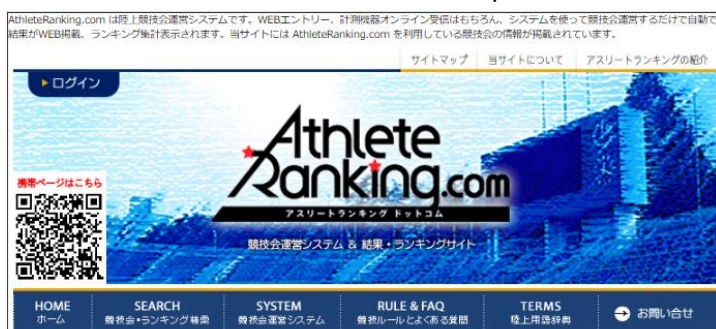 AthleteRanking.com は陸上競技会運営システムです。WEBエントリー、計測機器オンライン受信はもちろん、システムを使って競技会運営するだけで自動で
結果がWEB掲載、ランキング集計表示されます。当サイトには AthleteRanking.com を利用している競技会の情報が掲載されています。
サイトマップ 当サイトについて アスリートランキングの紹介
ログイン
Athlete
Ranking.com
アスリートランキング ドットコム
携帯ページはこちら
競技会運営システム & 結果・ランキングサイト
HOME SEARCH SYSTEM RULE & FAQ TERMS
ホーム 競技会・ランキング検索 競技会運営システム 競技ルールとよくある質問 陸上用語辞典 お問い合せ